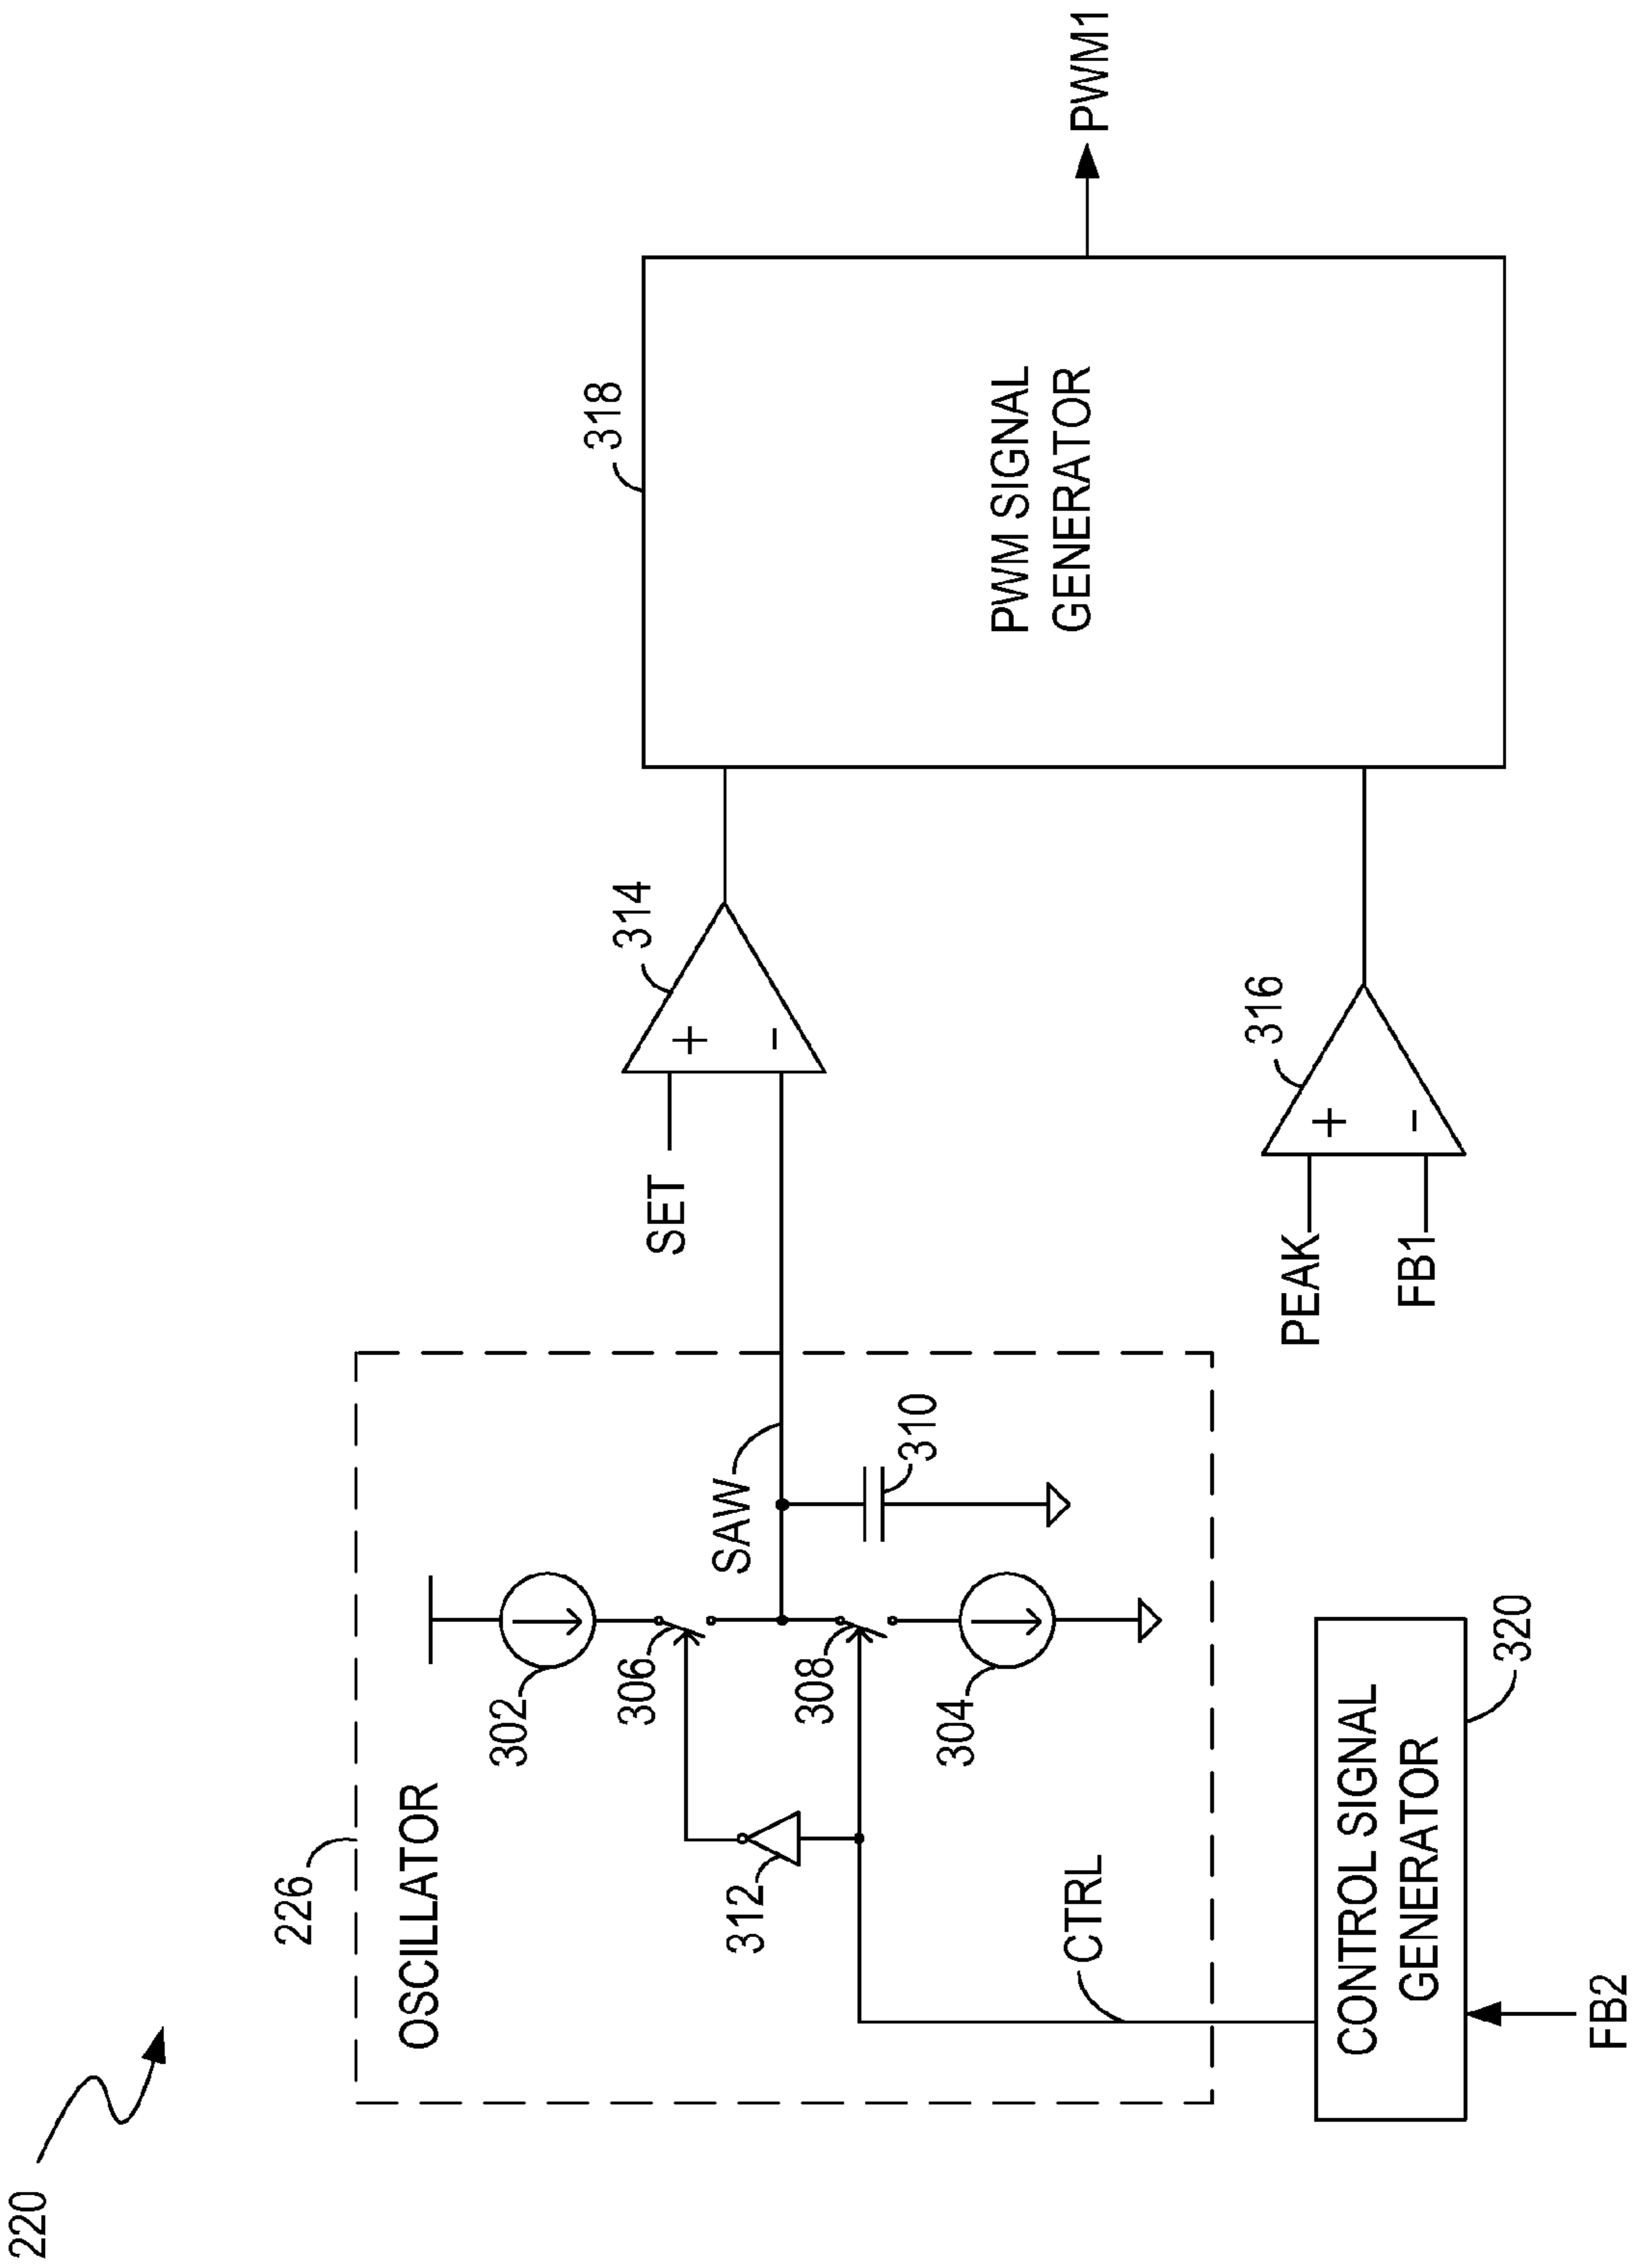 220
226
OSCILLATOR
302
306
308
304
312
SAW
310
CTRL
CONTROL SIGNAL
GENERATOR
320
FB2
SET
+
-
314
PEAK
FB1
+
-
316
318
PWM SIGNAL
GENERATOR
PWM1